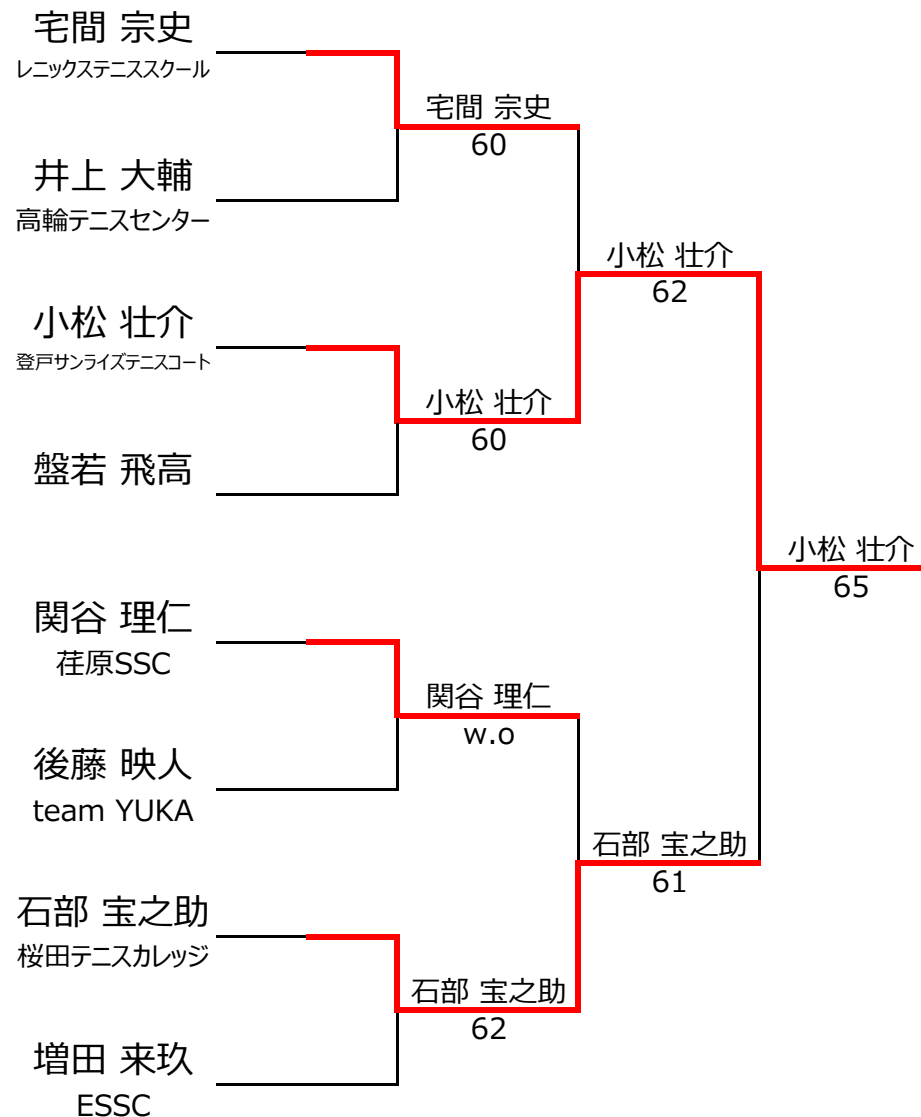 宅間 宗史
レニックステニススクール
宅間 宗史
60
井上 大輔
高輪テニスセンター
小松 壮介
62
小松 壮介
登戸サンライズテニスコート
小松 壮介
60
盤若 飛高
小松 壮介
65
関谷 理仁
荏原SSC
関谷 理仁
w.o
後藤 映人
team YUKA
石部 宝之助
61
石部 宝之助
桜田テニスカレッジ
石部 宝之助
62
増田 来玖
ESSC